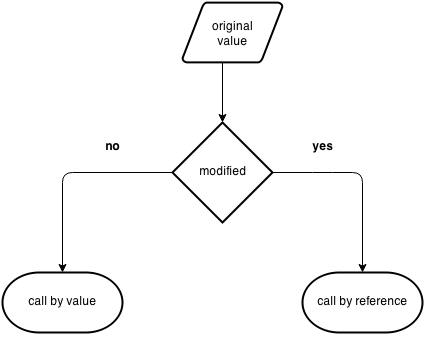 original
value
no
yes
modified
call by value
call by reference